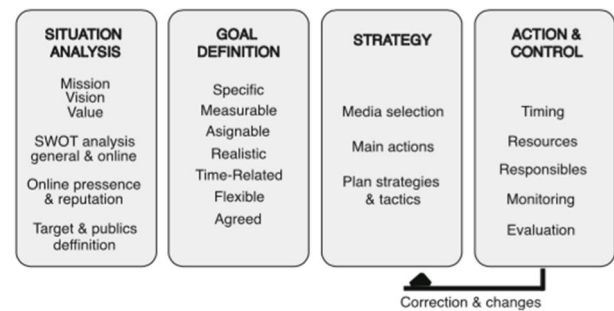 SITUATION
ANALYSIS
Mission
Vision
Value
SWOT analysis
general & online
Online pressence
& reputation
Target & publics
deffinition
GOAL
DEFINITION
Specific
Measurable
Asignable
Realistic
Time-Related
Flexible
Agreed
STRATEGY
Media selection
Main actions
Plan strategies
& tactics
ACTION &
CONTROL
Timing
Resources
Responsibles
Monitoring
Evaluation
Correction & changes